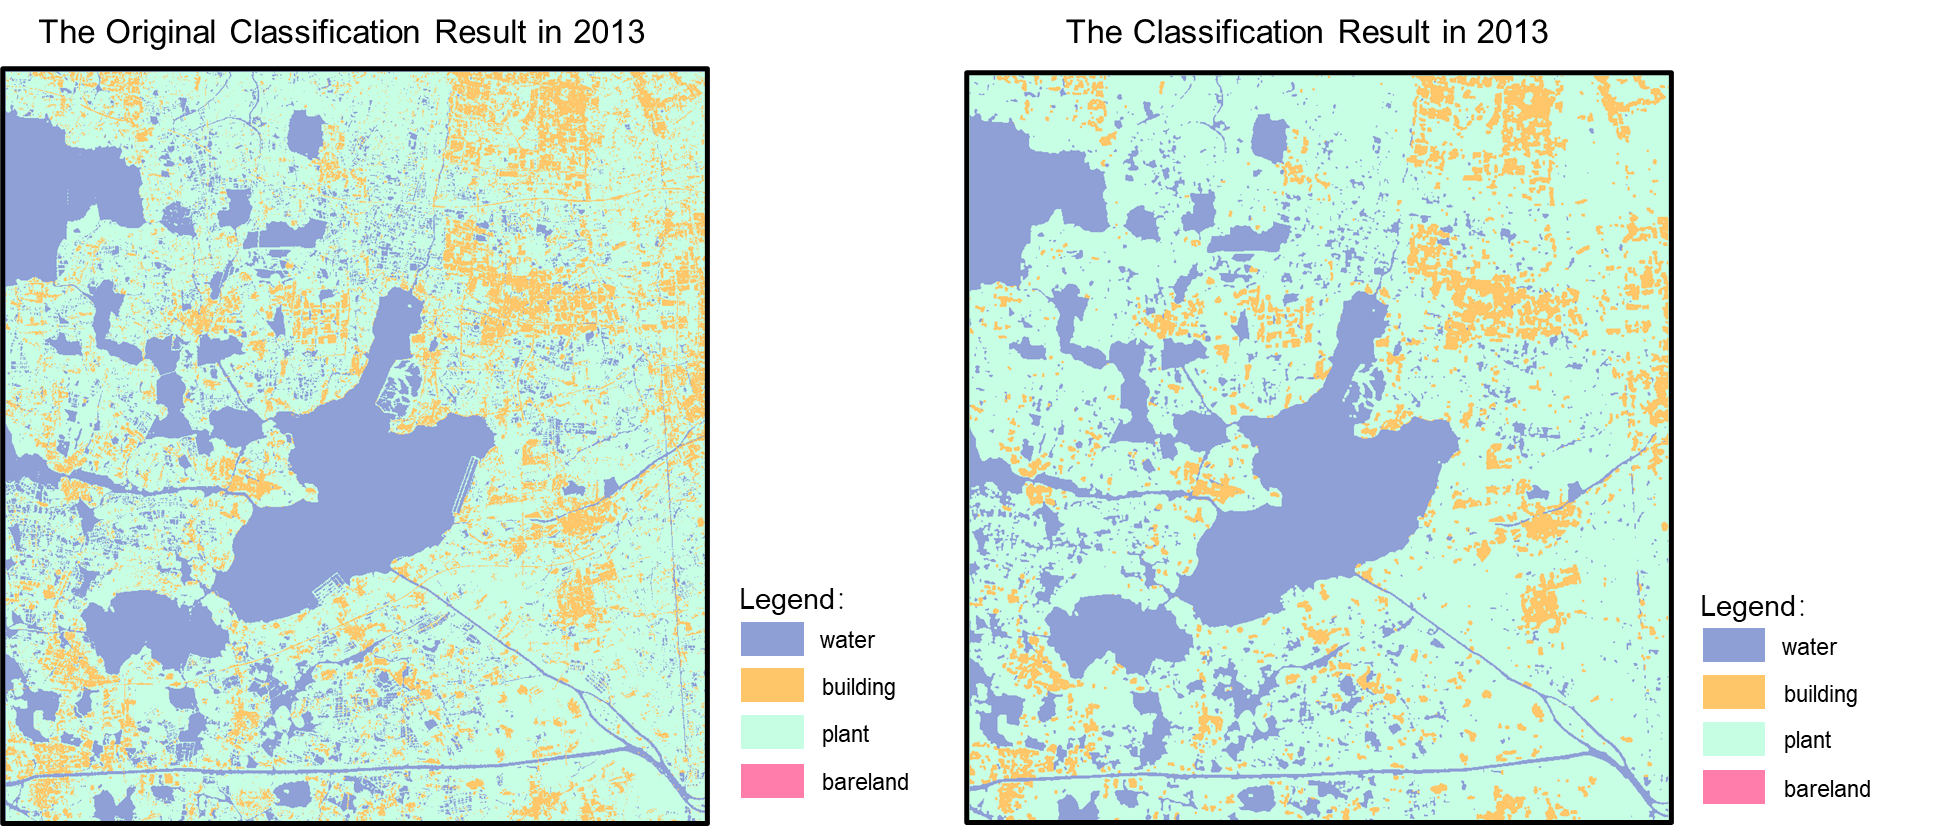 The Original Classification Result in 2013
The Classification Result in 2013
Legend：
water
building
plant
bareland
Legend：
water
building
plant
bareland